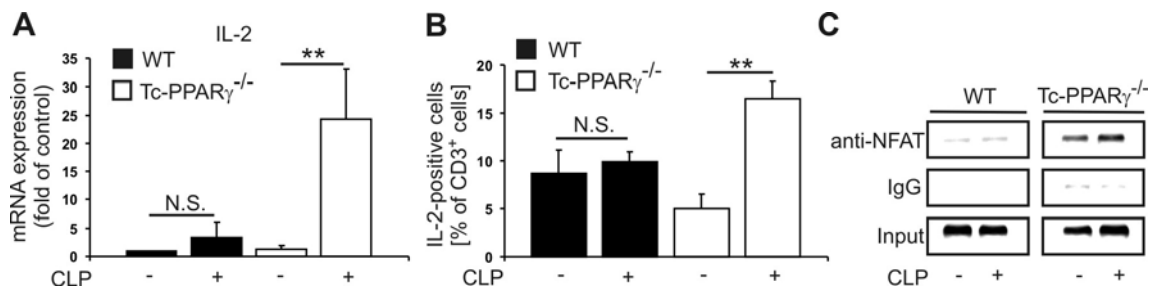 A
IL-2
WT
Tc-PPARγ-/-
mRNA expression
(fold of control)
35
30
25
20
15
10
5
0
N.S.
**
CLP - + - +
B
WT
Tc-PPARγ-/-
IL-2-positive cells
[% of CD3+ cells]
20
15
10
5
0
N.S.
**
CLP - + - +
C
WT Tc-PPARγ-/-
anti-NFAT
IgG
Input
CLP - + - +